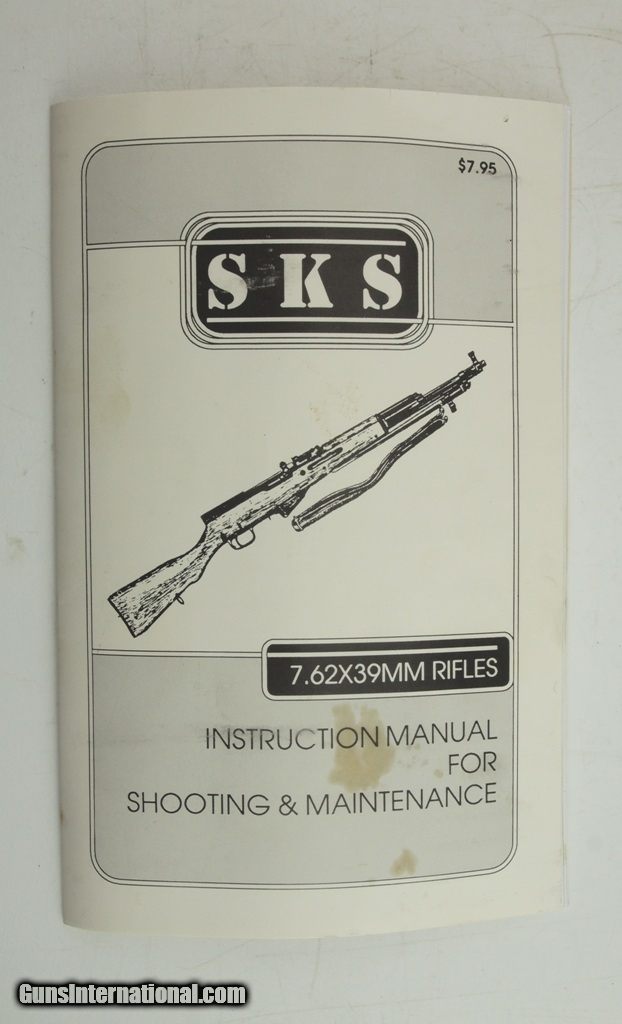 $7.95
SKS
7.62X39MM RIFLES
INSTRUCTION MANUAL
FOR
SHOOTING & MAINTENANCE
GunsInternational.com